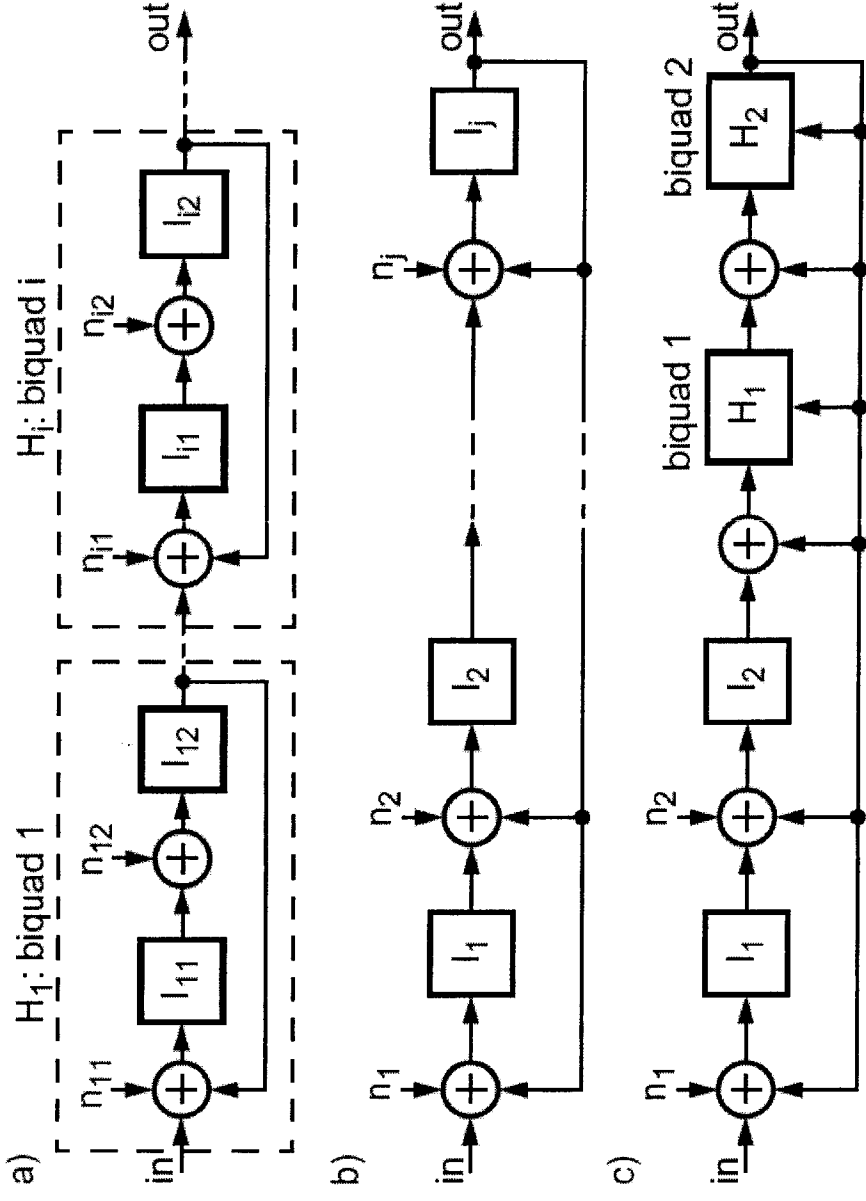 a)
H1: biquad 1
Hi: biquad i
n11
n12
ni1
ni2
in
I11
I12
Ii1
Ii2
out
b)
n1
n2
nj
in
I1
I2
Ij
out
c)
biquad 1
biquad 2
n1
n2
in
I1
I2
H1
H2
out